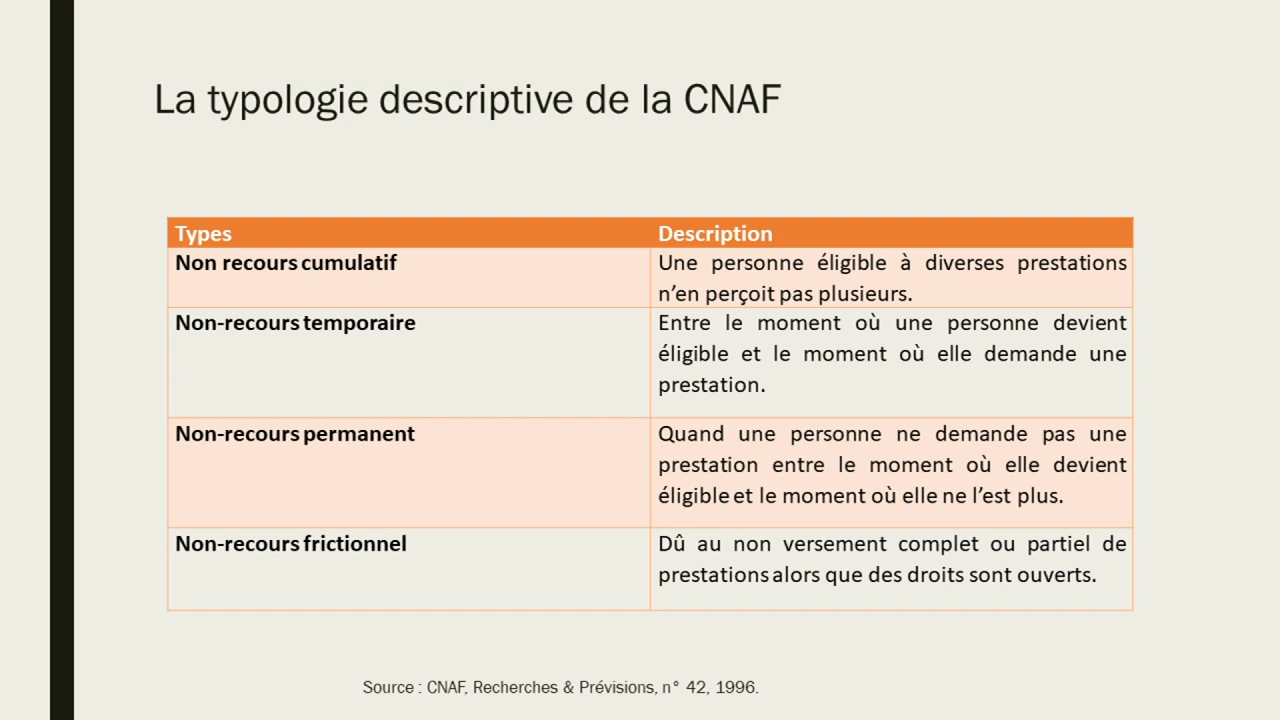 La typologie descriptive de la CNAF
Types
Description
Non recours cumulatif
Une personne éligible à diverses prestations
n’en perçoit pas plusieurs.
Non-recours temporaire
Entre le moment où une personne devient
éligible et le moment où elle demande une
prestation.
Non-recours permanent
Quand une personne ne demande pas une
prestation entre le moment où elle devient
éligible et le moment où elle ne l’est plus.
Non-recours frictionnel
Dû au non versement complet ou partiel de
prestations alors que des droits sont ouverts.
Source : CNAF, Recherches & Prévisions, n° 42, 1996.